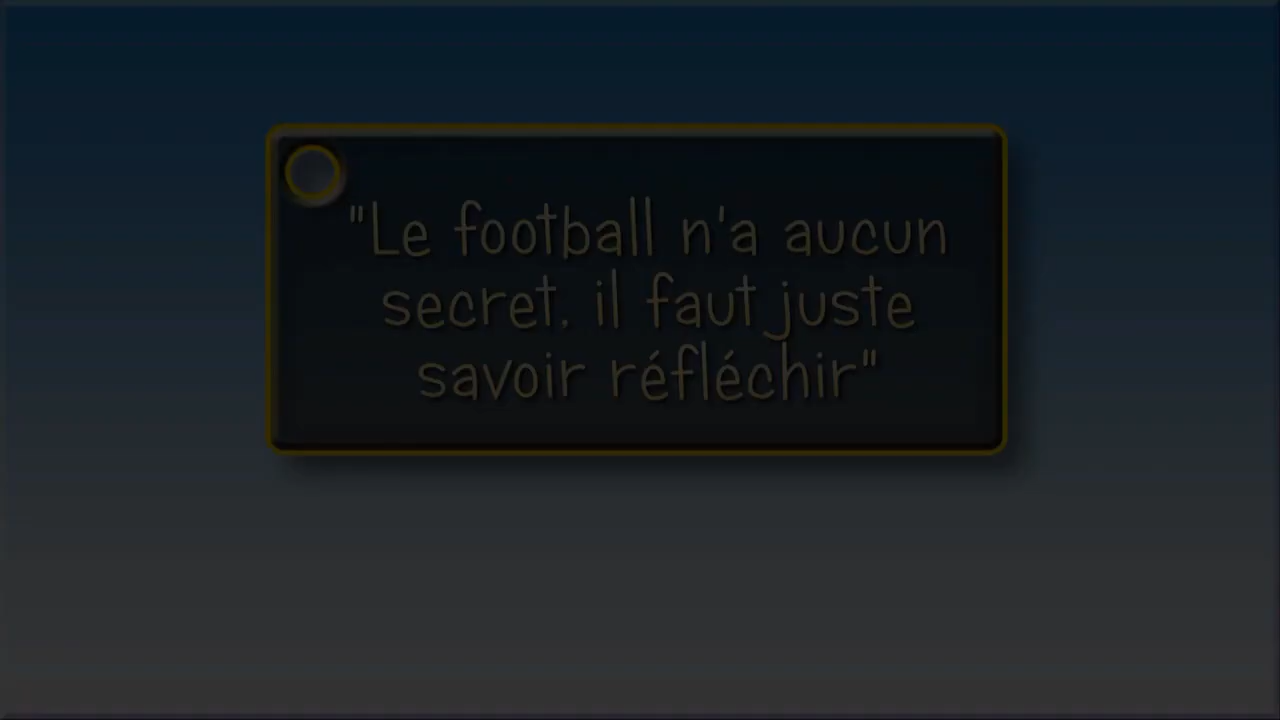 "Le football n'a aucun
secret, il faut juste
savoir réfléchir"